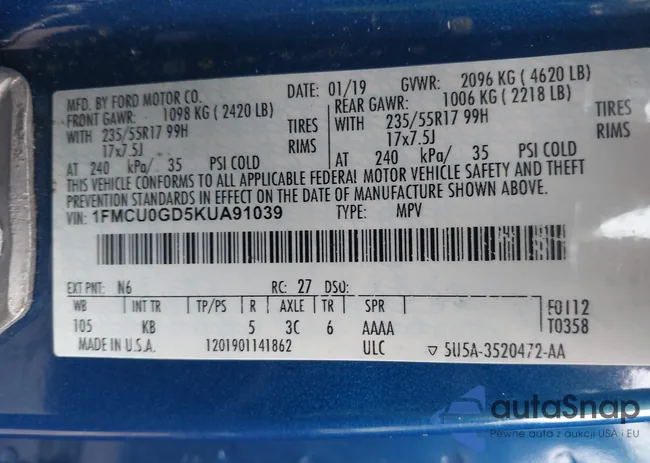 MFD. BY FORD MOTOR CO.
DATE: 01/19 GVWR: 2096 KG ( 4620 LB)
FRONT GAWR: 1098 KG ( 2420 LB)
REAR GAWR: 1006 KG ( 2218 LB)
WITH 235/55R17 99H TIRES
WITH 235/55R17 99H TIRES
17x7.5J RIMS
17x7.5J RIMS
AT 240 kPa/ 35 PSI COLD
AT 240 kPa/ 35 PSI COLD
THIS VEHICLE CONFORMS TO ALL APPLICABLE FEDERAL MOTOR VEHICLE SAFETY AND THEFT
PREVENTION STANDARDS IN EFFECT ON THE DATE OF MANUFACTURE SHOWN ABOVE.
VIN: 1FMCU0GD5KUA91039 TYPE: MPV
EXT PNT: N6 RC: 27 DSO:
WB INT TR TP/PS R AXLE TR SPR
105 KB 5 3C 6 AAAA
F0112
T0358
MADE IN U.S.A. 1201901141862 ULC ▽ 5U5A-3520472-AA
autoSnap
Pewne auta z aukcji USA i EU